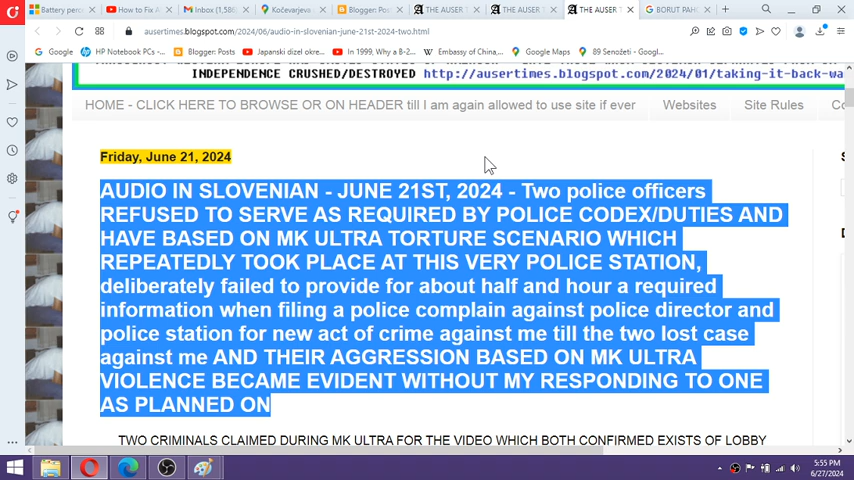 Battery perc
How to Fix A
Inbox (1,588
Kočevarjeva
Blogger: Po
THE AUSER T
THE AUSER T
THE AUSER T
BORUT PAHO
ausertimes.blogspot.com/2024/06/audio-in-slovenian-june-21st-2024-two.html
Google
HP Notebook PCs -...
Blogger: Posts
Japanski dizel okre...
In 1999, Why a B-2...
Embassy of China,...
Google Maps
89 Senožeti · Googl...
INDEPENDENCE CRUSHED/DESTROYED http://ausertimes.blogspot.com/2024/01/taking-it-back-wa
HOME - CLICK HERE TO BROWSE OR ON HEADER till I am again allowed to use site if ever
Websites
Site Rules
Friday, June 21, 2024
AUDIO IN SLOVENIAN - JUNE 21ST, 2024 - Two police officers
REFUSED TO SERVE AS REQUIRED BY POLICE CODEX/DUTIES AND
HAVE BASED ON MK ULTRA TORTURE SCENARIO WHICH
REPEATEDLY TOOK PLACE AT THIS VERY POLICE STATION,
deliberately failed to provide for about half and hour a required
information when filing a police complain against police director and
police station for new act of crime against me till the two lost case
against me AND THEIR AGGRESSION BASED ON MK ULTRA
VIOLENCE BECAME EVIDENT WITHOUT MY RESPONDING TO ONE
AS PLANNED ON
TWO CRIMINALS CLAIMED DURING MK ULTRA FOR THE VIDEO WHICH BOTH CONFIRMED EXISTS OF LOBBY
5:55 PM
6/27/2024